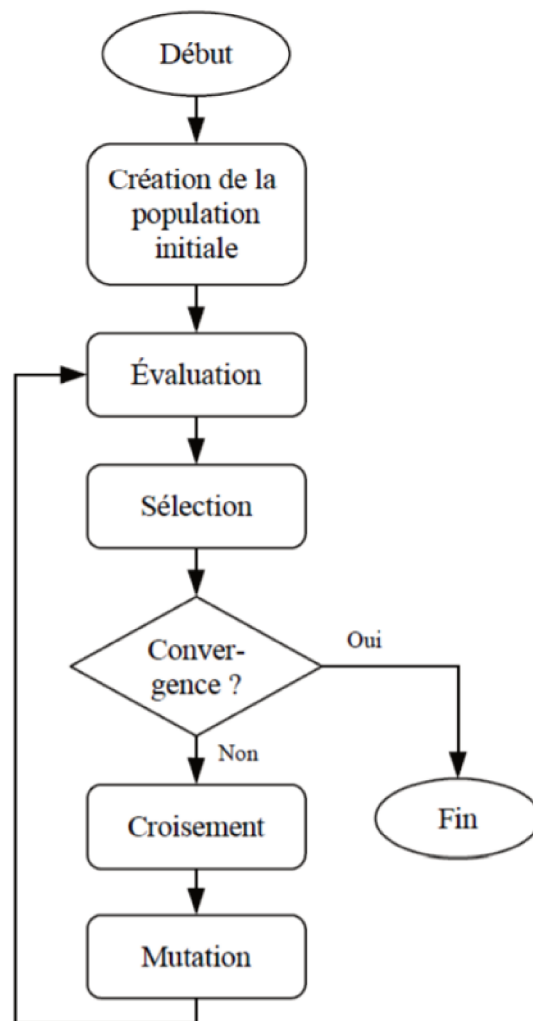 Début
Création de la
population
initiale
Évaluation
Sélection
Conver-
gence ?
Oui
Non
Croisement
Fin
Mutation